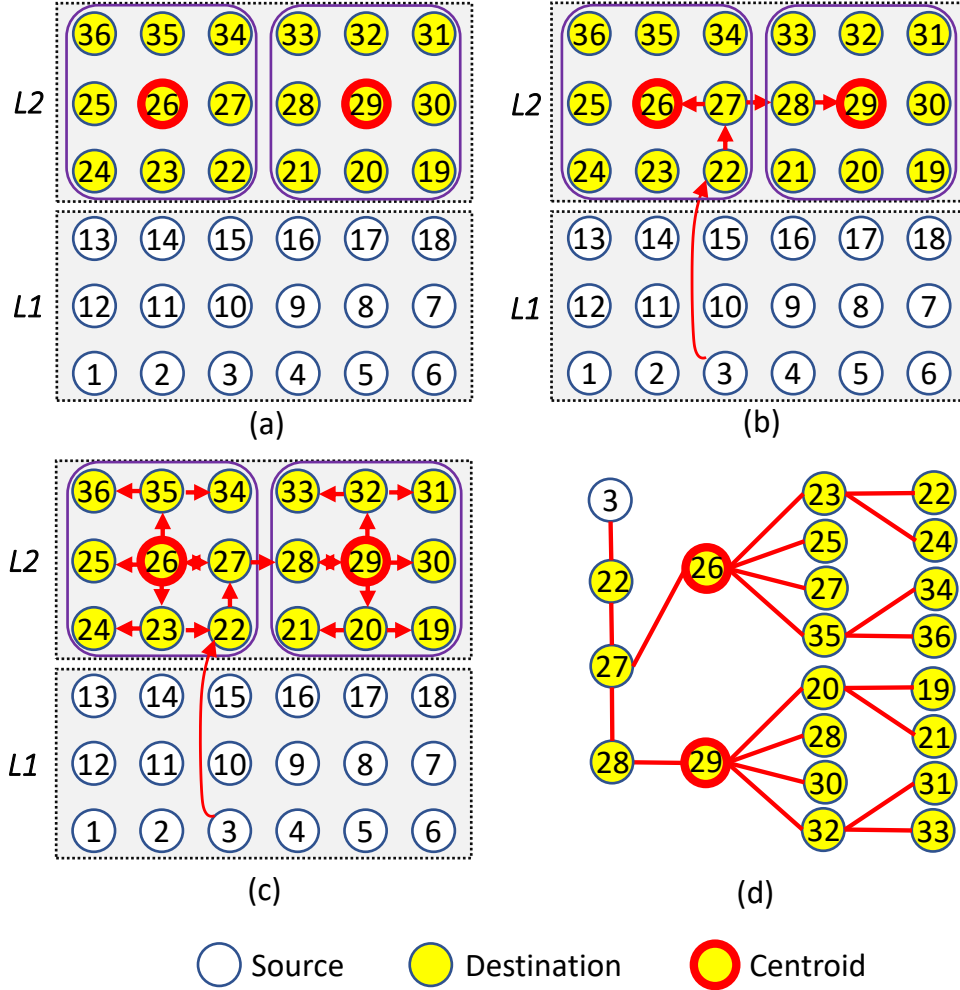 36 35 34 33 32 31
L2 25 26 27 28 29 30
24 23 22 21 20 19
13 14 15 16 17 18
L1 12 11 10 9 8 7
1 2 3 4 5 6
(a)
36 35 34 33 32 31
L2 25 26 27 28 29 30
24 23 22 21 20 19
13 14 15 16 17 18
L1 12 11 10 9 8 7
1 2 3 4 5 6
(b)
36 35 34 33 32 31
L2 25 26 27 28 29 30
24 23 22 21 20 19
13 14 15 16 17 18
L1 12 11 10 9 8 7
1 2 3 4 5 6
(c)
3 23 22
22 26 25 24
27 34
27 35 36
20 19
28 29 28 21
30 31
32 33
(d)
Source Destination Centroid